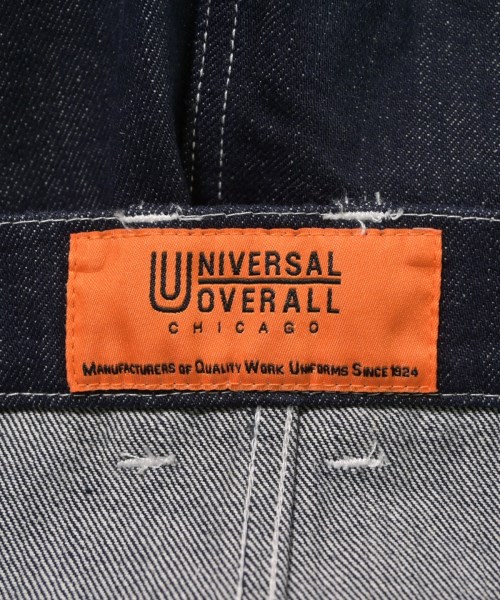 UNIVERSAL
OVERALL
CHICAGO
MANUFACTURERS OF QUALITY WORK UNIFORMS SINCE 1924